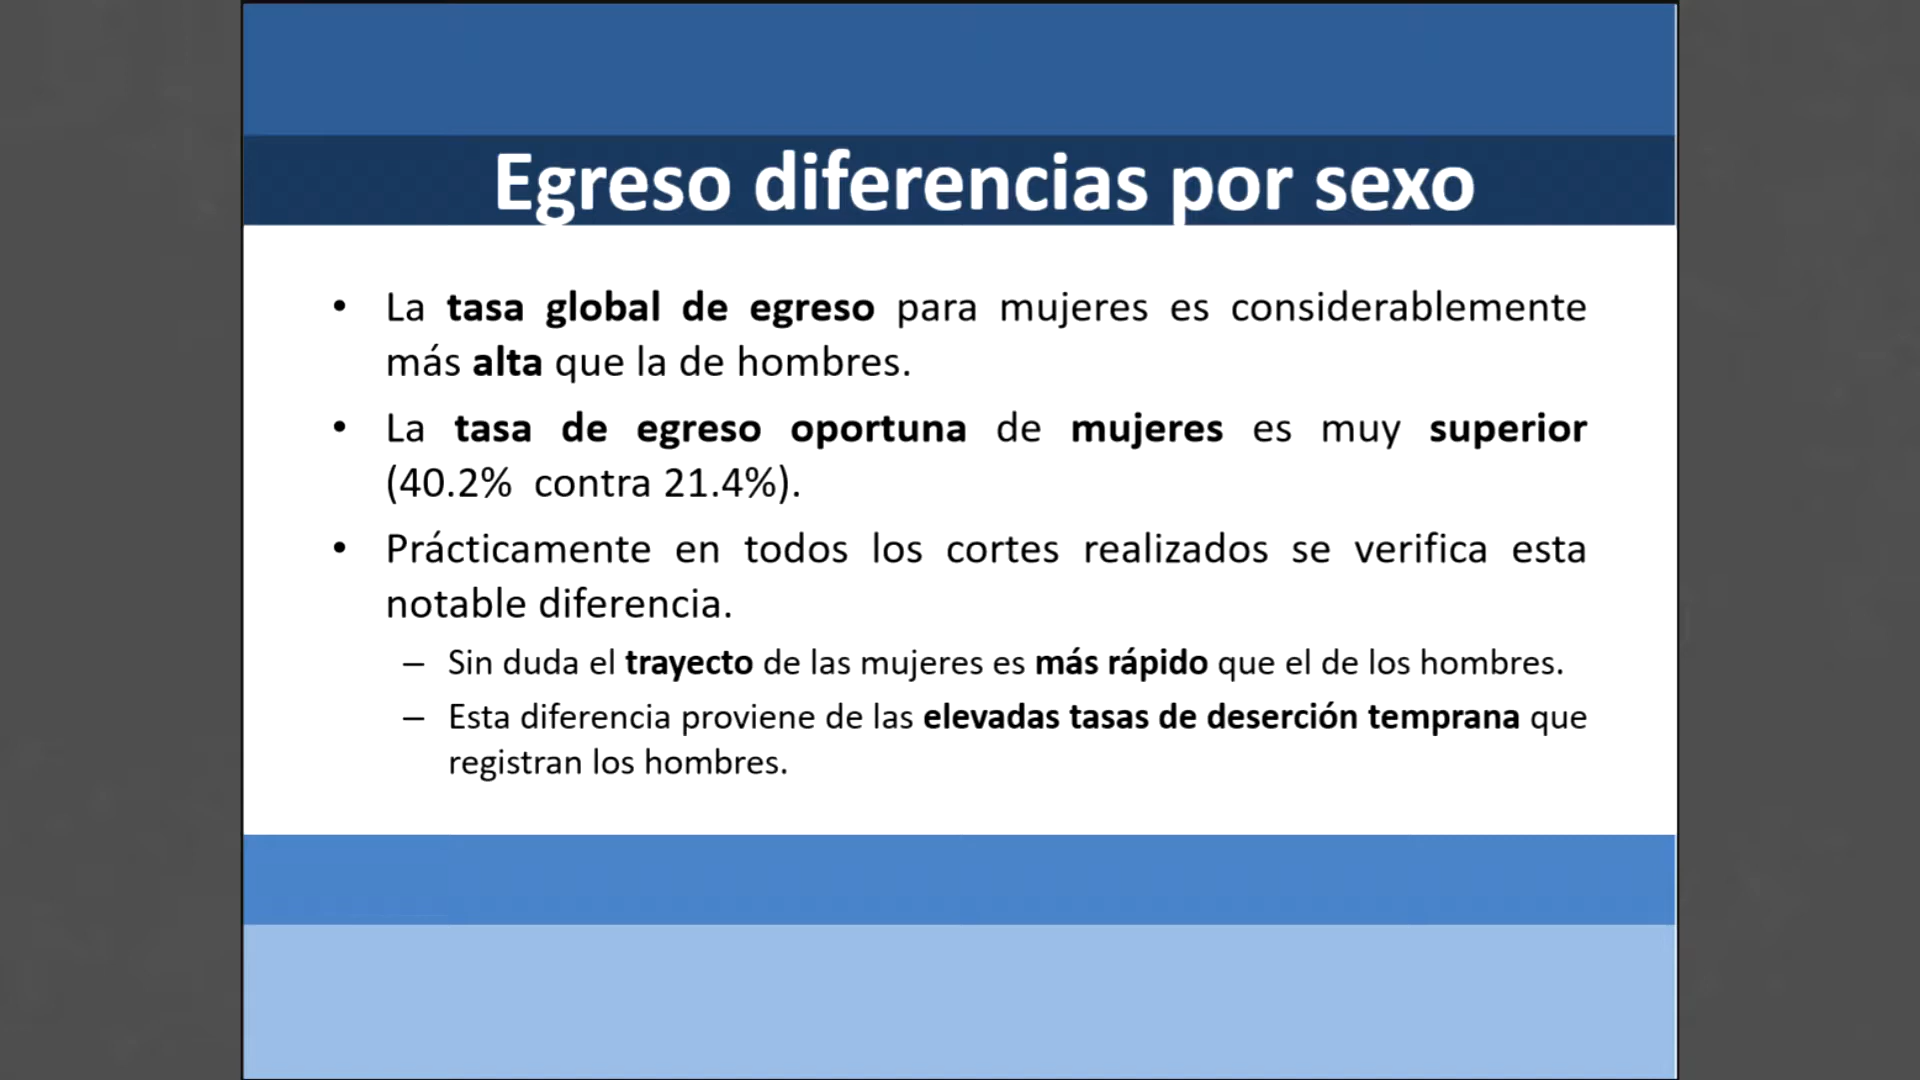 Egreso diferencias por sexo
• La tasa global de egreso para mujeres es considerablemente
más alta que la de hombres.
• La tasa de egreso oportuna de mujeres es muy superior
(40.2% contra 21.4%).
• Prácticamente en todos los cortes realizados se verifica esta
notable diferencia.
– Sin duda el trayecto de las mujeres es más rápido que el de los hombres.
– Esta diferencia proviene de las elevadas tasas de deserción temprana que
registran los hombres.